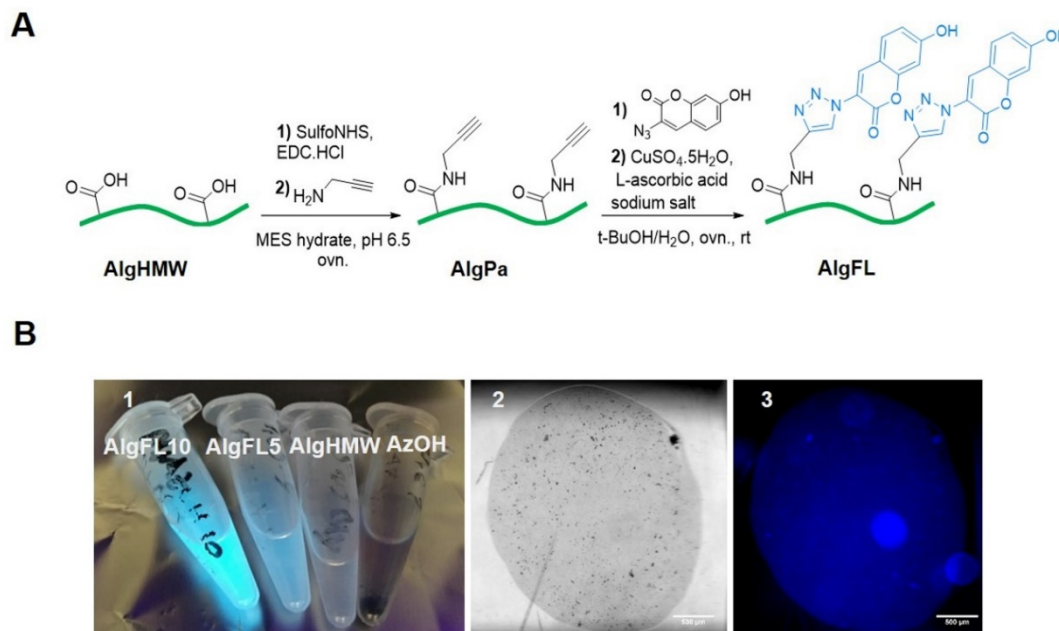 A
OH
OH
N
N
N
O
O
N
N
N
O
O
1)
O
O
OH
N3
1) SulfoNHS,
EDC.HCl
2) CuSO4.5H2O,
L-ascorbic acid
sodium salt
2) H2N
O
OH
O
OH
O
NH
O
NH
O
NH
O
NH
MES hydrate, pH 6.5
ovn.
t-BuOH/H2O, ovn., rt
AlgHMW
AlgPa
AlgFL
B
1
2
3
AlgFL10
AlgFL5
AlgHMW
AzOH
500 µm